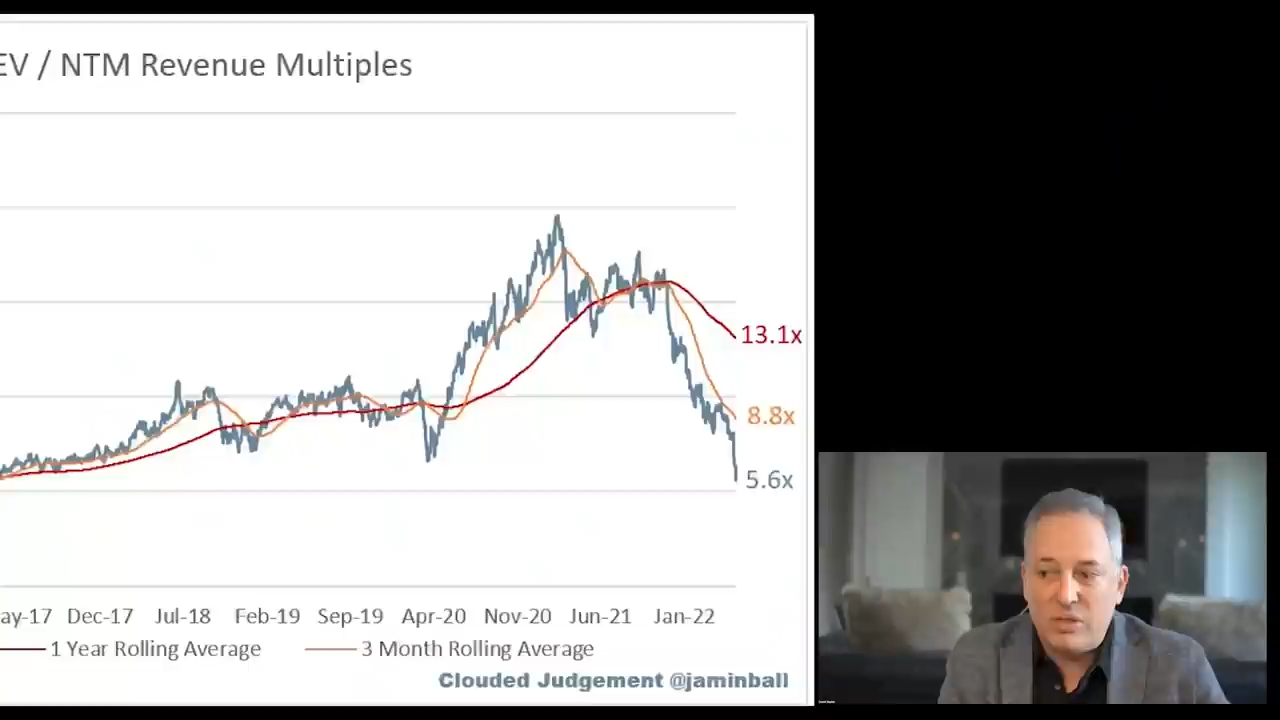 EV / NTM Revenue Multiples
13.1x
8.8x
5.6x
ay-17 Dec-17 Jul-18 Feb-19 Sep-19 Apr-20 Nov-20 Jun-21 Jan-22
1 Year Rolling Average 3 Month Rolling Average
Clouded Judgement @jaminball